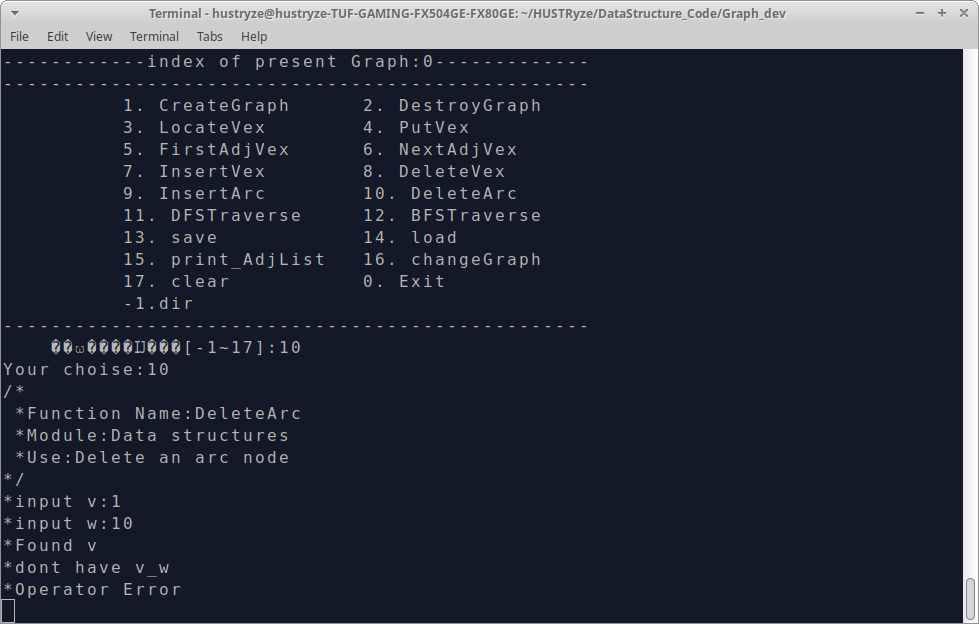 Terminal - hustryze@hustryze-TUF-GAMING-FX504GE-FX80GE: ~/HUSTRyze/DataStructure_Code/Graph_dev
File Edit View Terminal Tabs Help
------------index of present Graph:0-------------
-------------------------------------------------
1. CreateGraph 2. DestroyGraph
3. LocateVex 4. PutVex
5. FirstAdjVex 6. NextAdjVex
7. InsertVex 8. DeleteVex
9. InsertArc 10. DeleteArc
11. DFSTraverse 12. BFSTraverse
13. save 14. load
15. print_AdjList 16. changeGraph
17. clear 0. Exit
-1.dir
-------------------------------------------------
[-1~17]:10
Your choise:10
/*
*Function Name:DeleteArc
*Module:Data structures
*Use:Delete an arc node
*/
*input v:1
*input w:10
*Found v
*dont have v_w
*Operator Error